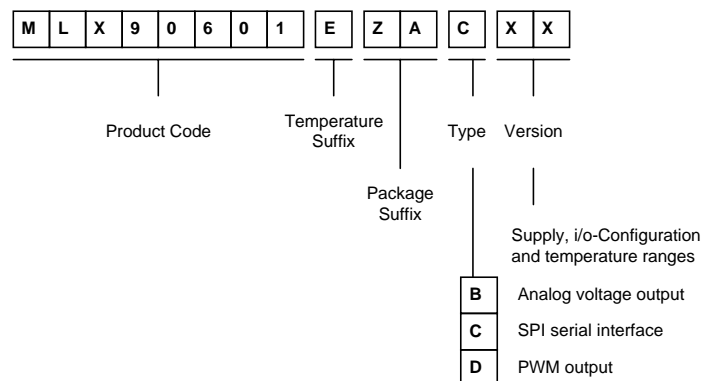 M L X 9 0 6 0 1 E Z A C X X
Product Code
Temperature
Suffix
Type
Version
Package
Suffix
Supply, i/o-Configuration
and temperature ranges
B Analog voltage output
C SPI serial interface
D PWM output